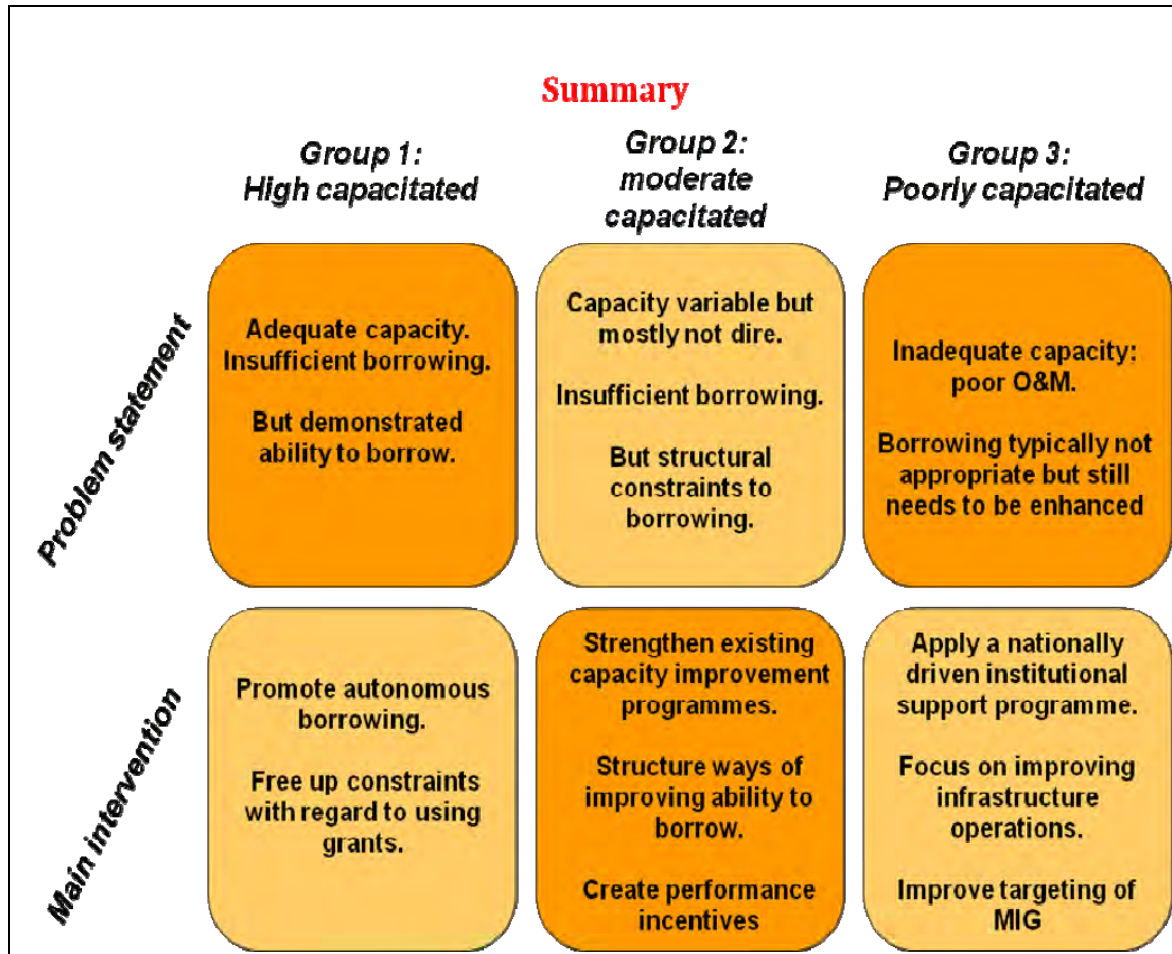 Summary
Group 1:
High capacitated
Group 2:
moderate
capacitated
Group 3:
Poorly capacitated
Problem statement
Adequate capacity.
Insufficient borrowing.
But demonstrated
ability to borrow.
Capacity variable but
mostly not dire.
Insufficient borrowing.
But structural
constraints to
borrowing.
Inadequate capacity:
poor O&M.
Borrowing typically not
appropriate but still
needs to be enhanced
Main intervention
Promote autonomous
borrowing.
Free up constraints
with regard to using
grants.
Strengthen existing
capacity improvement
programmes.
Structure ways of
improving ability to
borrow.
Create performance
incentives
Apply a nationally
driven institutional
support programme.
Focus on improving
infrastructure
operations.
Improve targeting of
MIG